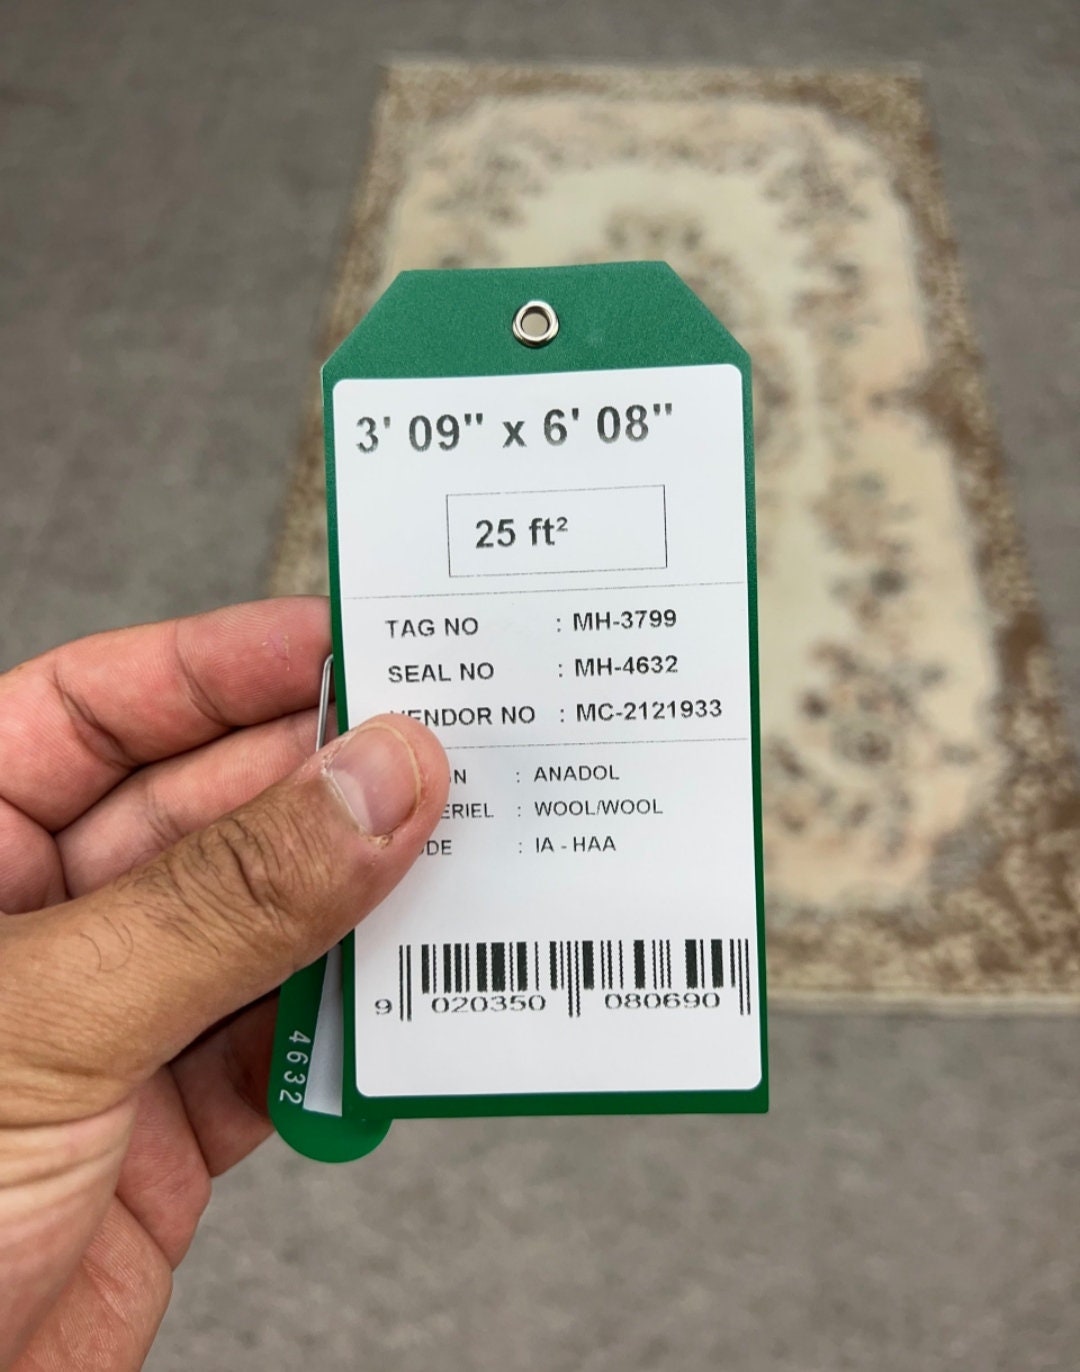 3' 09" x 6' 08"
25 ft²
TAG NO : MH-3799
SEAL NO : MH-4632
VENDOR NO : MC-2121933
: ANADOL
: WOOL/WOOL
: IA - HAA
9 020350 080690
4632